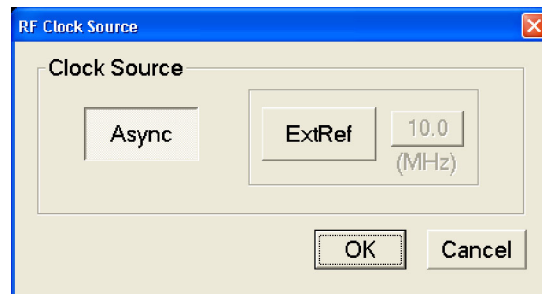 RF Clock Source
Clock Source
Async
ExtRef
10.0
(MHz)
OK
Cancel